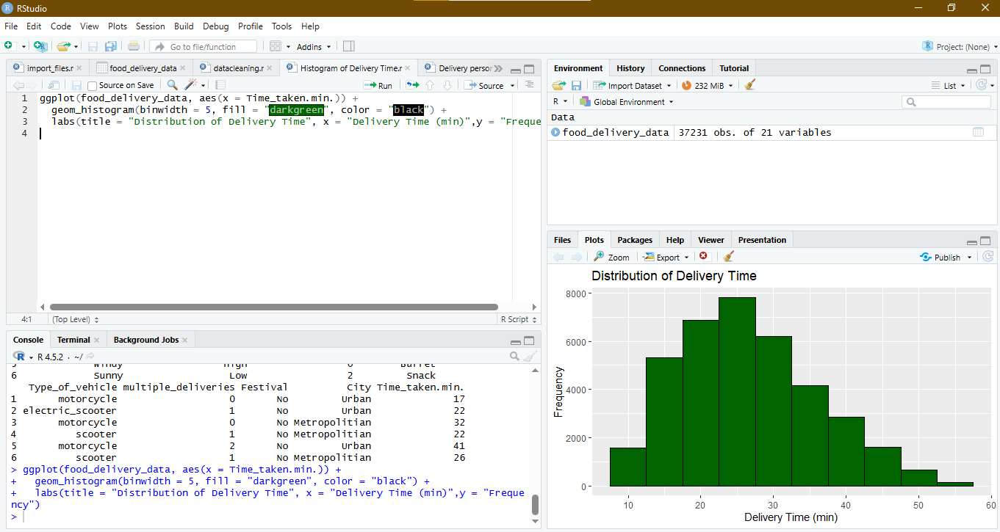 RStudio
File Edit Code View Plots Session Build Debug Profile Tools Help
Go to file/function Addins Project: (None)
import_files.r food_delivery_data datacleaning.r Histogram of Delivery Time.r Delivery person
Source on Save Run Source
1 ggplot(food_delivery_data, aes(x = Time_taken.min.)) +
2 geom_histogram(binwidth = 5, fill = "darkgreen", color = "black") +
3 labs(title = "Distribution of Delivery Time", x = "Delivery Time (min)",y = "Freque
4
4:1 (Top Level) R Script
Console Terminal Background Jobs
R 4.5.2 · ~/
5 Windy High 0 Buffet
6 Sunny Low 2 Snack
Type_of_vehicle multiple_deliveries Festival City Time_taken.min.
1 motorcycle 0 No Urban 17
2 electric_scooter 1 No Urban 22
3 motorcycle 0 No Metropolitian 32
4 scooter 1 No Metropolitian 22
5 motorcycle 2 No Urban 41
6 scooter 1 No Metropolitian 26
> ggplot(food_delivery_data, aes(x = Time_taken.min.)) +
+ geom_histogram(binwidth = 5, fill = "darkgreen", color = "black") +
+ labs(title = "Distribution of Delivery Time", x = "Delivery Time (min)",y = "Freque
ncy")
>
Environment History Connections Tutorial
Import Dataset 232 MiB List
R Global Environment
Data
food_delivery_data 37231 obs. of 21 variables
Files Plots Packages Help Viewer Presentation
Zoom Export Publish
Distribution of Delivery Time
8000
6000
4000
2000
0
Frequency
10 20 30 40 50 60
Delivery Time (min)